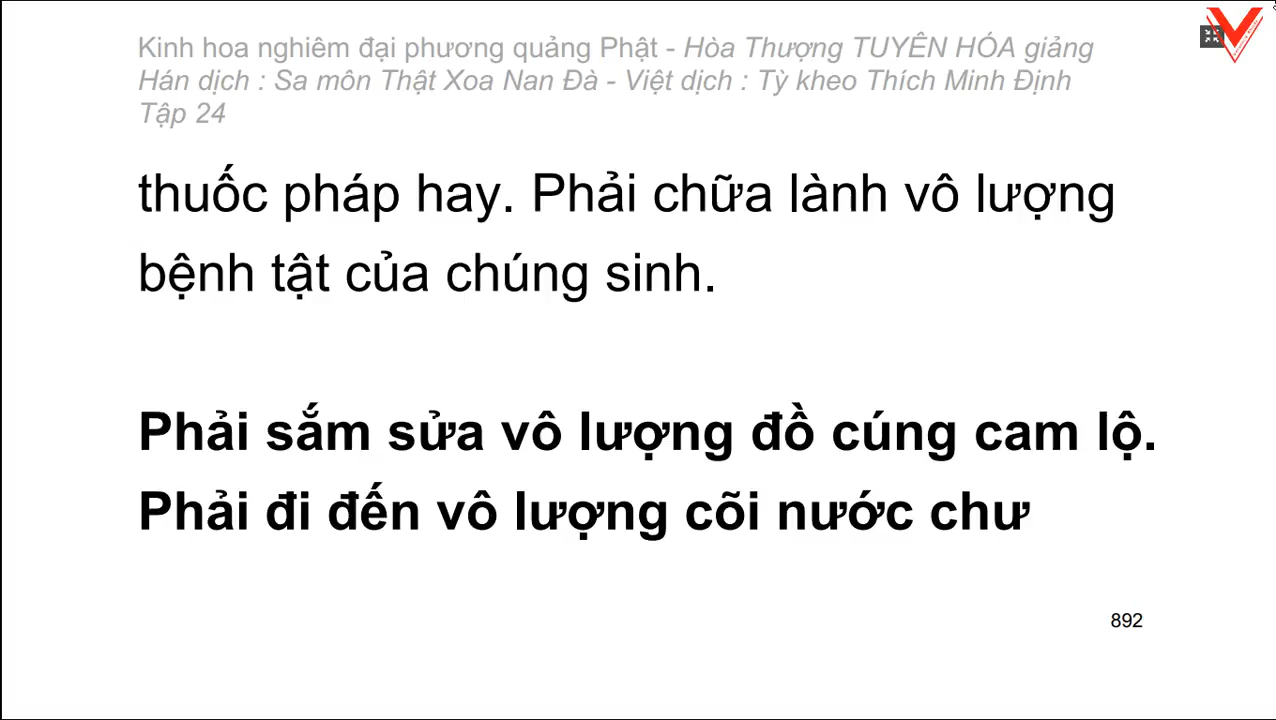 Kinh hoa nghiêm đại phương quảng Phật - Hòa Thượng TUYÊN HÓA giảng
Hán dịch : Sa môn Thật Xoa Nan Đà - Việt dịch : Tỳ kheo Thích Minh Định
Tập 24
thuốc pháp hay. Phải chữa lành vô lượng
bệnh tật của chúng sinh.
Phải sắm sửa vô lượng đồ cúng cam lộ.
Phải đi đến vô lượng cõi nước chư
892